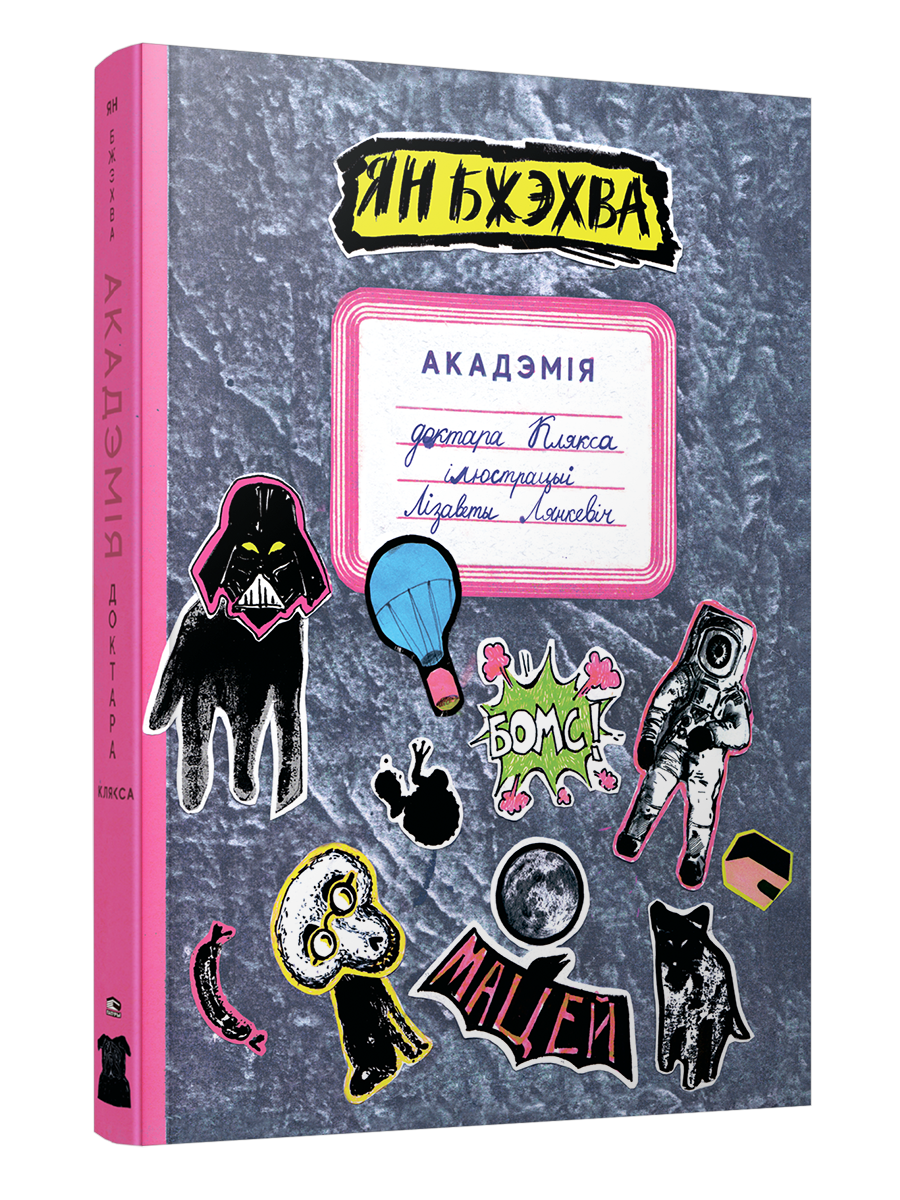 ЯН БЖЭХВА
АКАДЭМІЯ
доктара Клякса
ілюстрацыі
Лізаветы Лянкевіч
БОМС!
МАЦЕЙ
ЯН БЖЭХВА АКАДЭМІЯ ДОКТАРА
КЛЯКСА